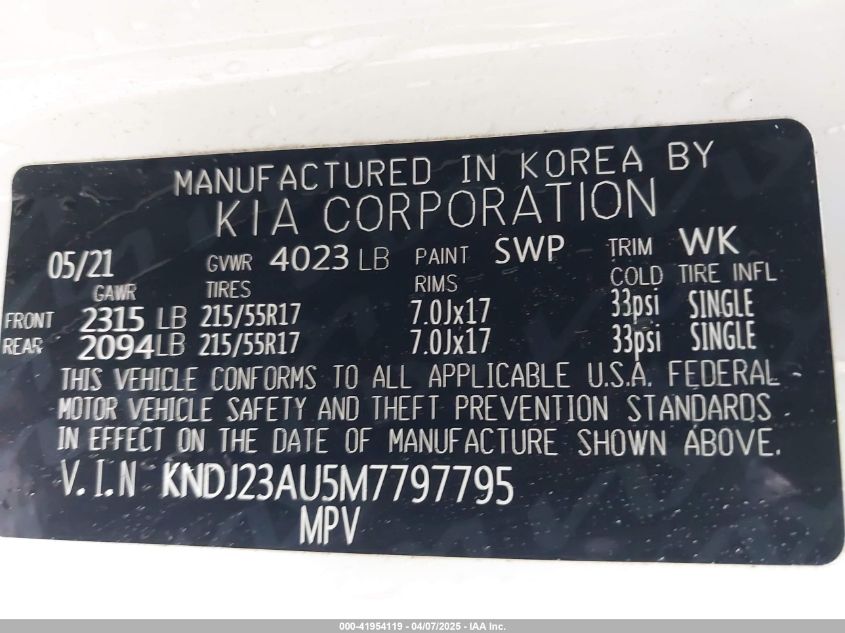 MANUFACTURED IN KOREA BY
KIA CORPORATION
05/21 GVWR 4023 LB PAINT SWP TRIM WK
GAWR TIRES RIMS COLD TIRE INFL
FRONT 2315 LB 215/55R17 7.0Jx17 33psi SINGLE
REAR 2094LB 215/55R17 7.0Jx17 33psi SINGLE
THIS VEHICLE CONFORMS TO ALL APPLICABLE U.S.A. FEDERAL
MOTOR VEHICLE SAFETY AND THEFT PREVENTION STANDARDS
IN EFFECT ON THE DATE OF MANUFACTURE SHOWN ABOVE.
V.I.N KNDJ23AU5M7797795
MPV
000-41954119 - 04/07/2025 - IAA Inc.